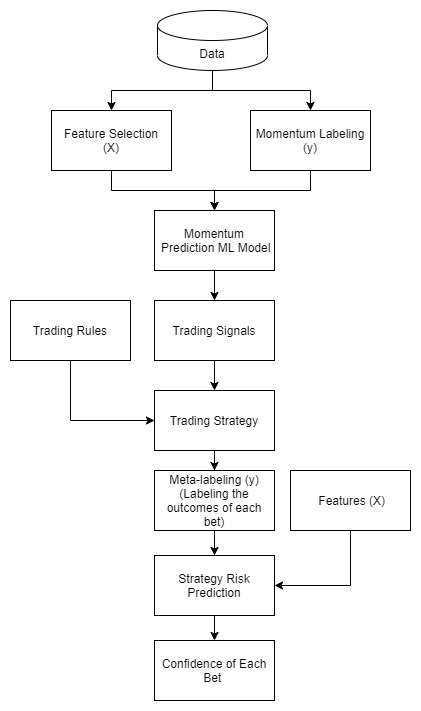 Data
Feature Selection
(X)
Momentum Labeling
(y)
Momentum
Prediction ML Model
Trading Rules
Trading Signals
Trading Strategy
Meta-labeling (y)
(Labeling the
outcomes of each
bet)
Features (X)
Strategy Risk
Prediction
Confidence of Each
Bet